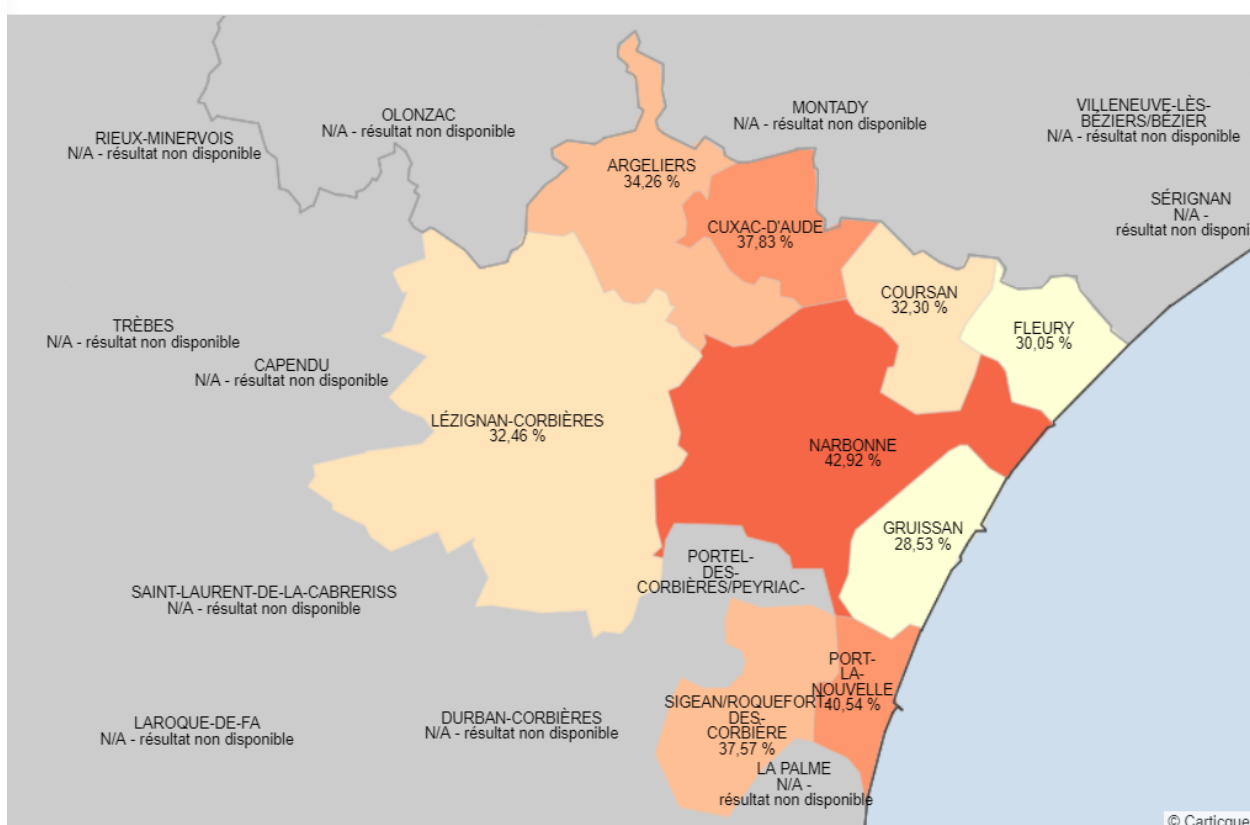 OLONZAC
N/A - résultat non disponible
MONTADY
N/A - résultat non disponible
VILLENEUVE-LÈS-
BÉZIERS/BÉZIER
N/A - résultat non disponible
RIEUX-MINERVOIS
N/A - résultat non disponible
ARGELIERS
34,26 %
SÉRIGNAN
N/A -
résultat non disponi
CUXAC-D'AUDE
37,83 %
COURSAN
32,30 %
TRÈBES
N/A - résultat non disponible
FLEURY
30,05 %
CAPENDU
N/A - résultat non disponible
LÉZIGNAN-CORBIÈRES
32,46 %
NARBONNE
42,92 %
GRUISSAN
28,53 %
PORTEL-
DES-
CORBIÈRES/PEYRIAC-
SAINT-LAURENT-DE-LA-CABRERISS
N/A - résultat non disponible
PORT-
LA-
NOUVELLE
40,54 %
SIGEAN/ROQUEFORT-
DES-
CORBIÈRE
37,57 %
LAROQUE-DE-FA
N/A - résultat non disponible
DURBAN-CORBIÈRES
N/A - résultat non disponible
LA PALME
N/A -
résultat non disponible
© Carticque